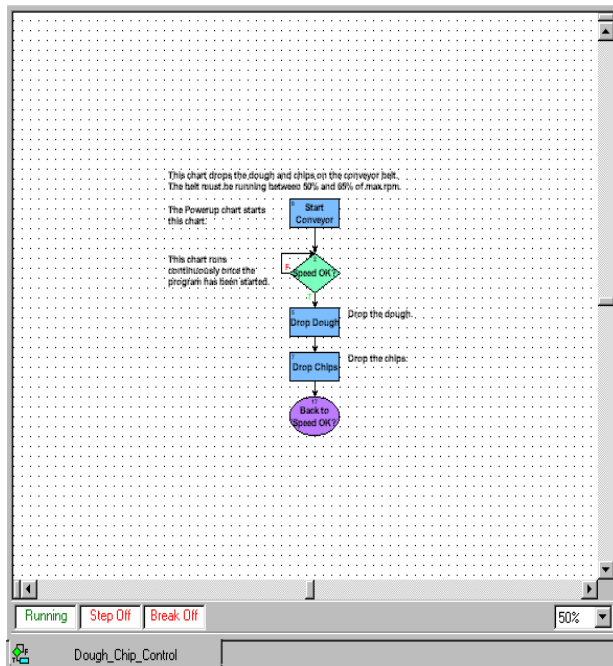 This chart drops the dough and chips on the conveyor belt.
The belt must be running between 50% and 85% of max rpm.
The Powerup chart starts
this chart.
Start
Conveyor
This chart runs
continuously once the
program has been started.
F
Speed OK?
T
Drop Dough
Drop the dough.
Drop Chips
Drop the chips.
17
Back to
Speed OK?
Running
Step Off
Break Off
50%
Dough_Chip_Control